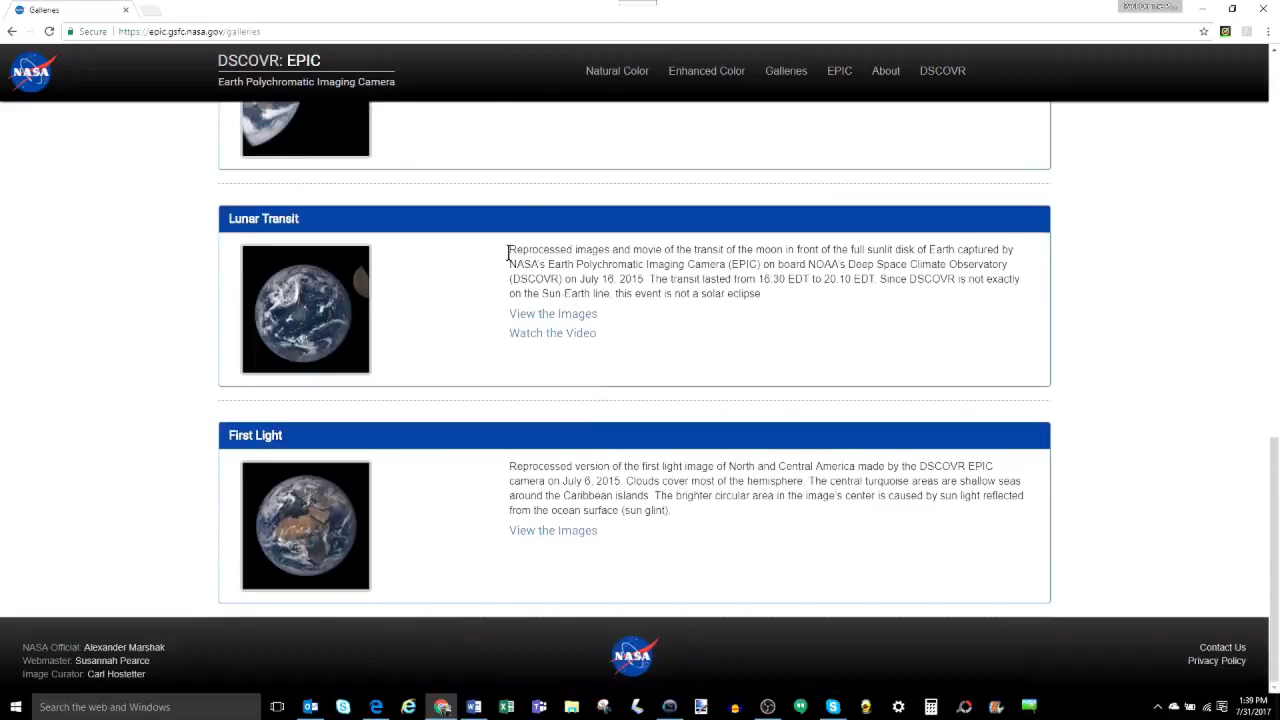 Galleries
Secure
https://epic.gsfc.nasa.gov/galleries
NASA
DSCOVR: EPIC
Earth Polychromatic Imaging Camera
Natural Color
Enhanced Color
Galleries
EPIC
About
DSCOVR
Lunar Transit
Reprocessed images and movie of the transit of the moon in front of the full sunlit disk of Earth captured by
NASA's Earth Polychromatic Imaging Camera (EPIC) on board NOAA's Deep Space Climate Observatory
(DSCOVR) on July 16, 2015. The transit lasted from 16.30 EDT to 20.10 EDT. Since DSCOVR is not exactly
on the Sun-Earth line, this event is not a solar eclipse
View the Images
Watch the Video
First Light
Reprocessed version of the first light image of North and Central America made by the DSCOVR EPIC
camera on July 6, 2015. Clouds cover most of the hemisphere. The central turquoise areas are shallow seas
around the Caribbean islands. The brighter circular area in the image's center is caused by sun light reflected
from the ocean surface (sun glint).
View the Images
NASA Official: Alexander Marshak
Webmaster: Susannah Pearce
Image Curator: Carl Hostetter
NASA
Contact Us
Privacy Policy
Search the web and Windows
1:39 PM
7/31/2017